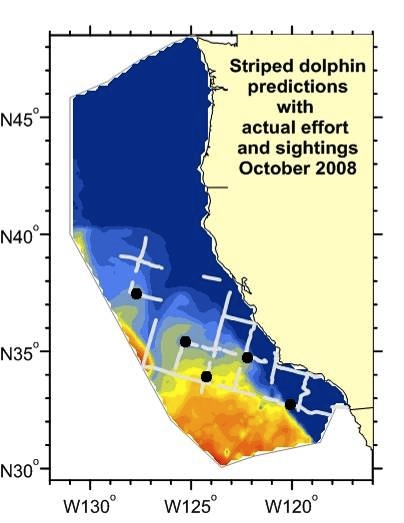 Striped dolphin
predictions
with
actual effort
and sightings
October 2008
N45°
N40°
N35°
N30°
W130° W125° W120°